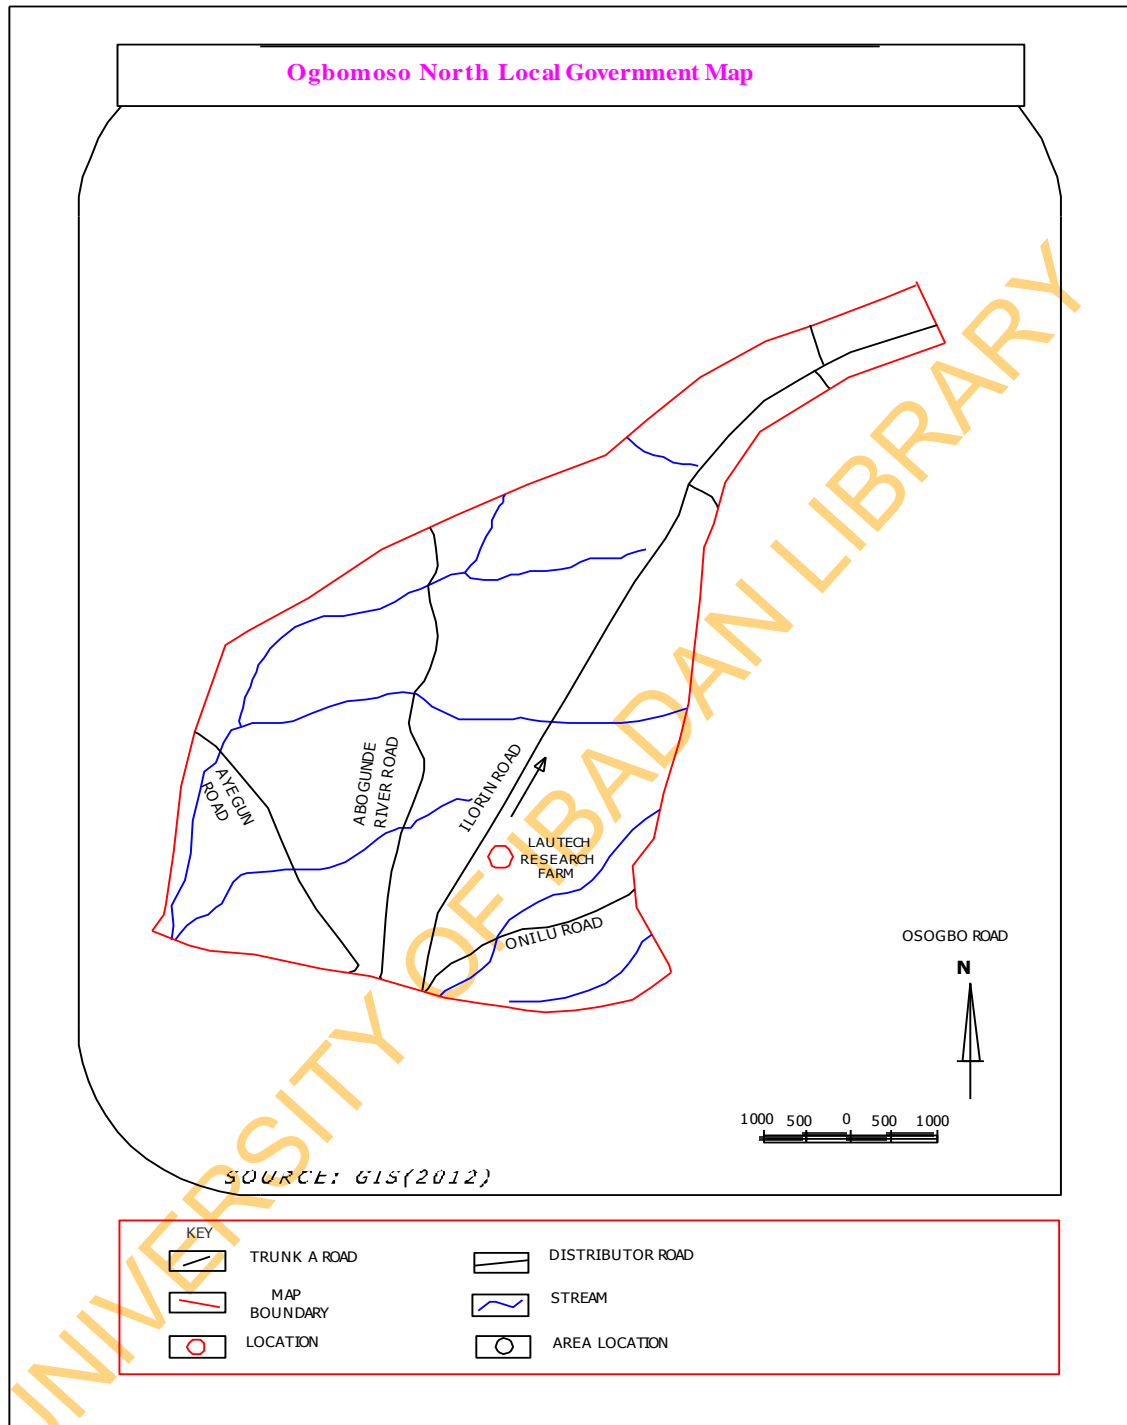 Ogbomoso North Local Government Map
AYEGUN
ROAD
ABOGUNDE
RIVER ROAD
ILORIN ROAD
LAUTECH
RESEARCH
FARM
ONILU ROAD
OSOGBO ROAD
N
1000 500 0 500 1000
SOURCE: GIS(2012)
KEY
TRUNK A ROAD
DISTRIBUTOR ROAD
MAP
BOUNDARY
STREAM
LOCATION
AREA LOCATION
UNIVERSITY OF IBADAN LIBRARY